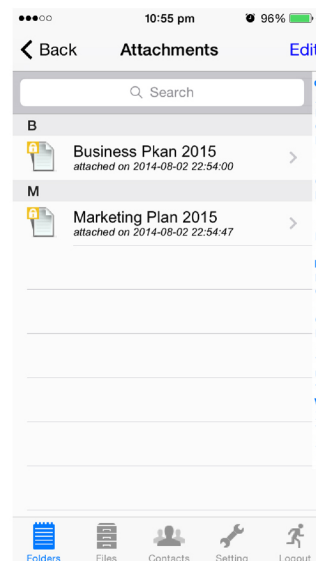 10:55 pm 96%
Back Attachments Edit
Search
B
Business Pkan 2015
attached on 2014-08-02 22:54:00
M
Marketing Plan 2015
attached on 2014-08-02 22:54:47
Folders Files Contacts Setting Logout